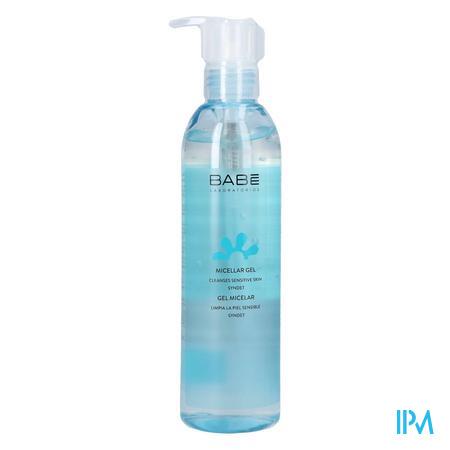 BABÉ
LABORATORIOS
MICELLAR GEL
CLEANSES SENSITIVE SKIN
SYNDET
GEL MICELAR
LIMPIA LA PIEL SENSIBLE
SYNDET
IPM